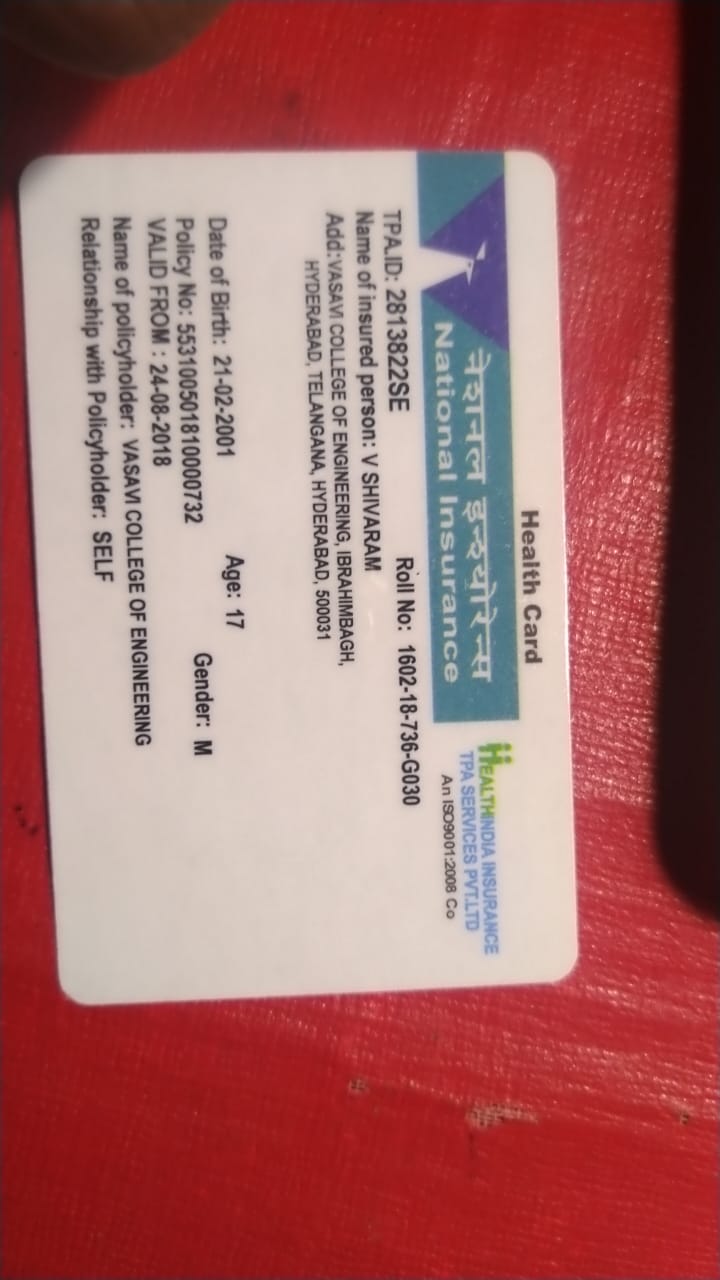 Health Card
नेशनल इन्श्योरेन्स
National Insurance
HEALTHINDIA INSURANCE
TPA SERVICES PVT.LTD
An ISO9001:2008 Co
TPA.ID: 2813822SE Roll No: 1602-18-736-G030
Name of insured person: V SHIVARAM
Add:VASAVI COLLEGE OF ENGINEERING, IBRAHIMBAGH,
HYDERABAD, TELANGANA, HYDERABAD, 500031
Date of Birth: 21-02-2001 Age: 17
Policy No: 553100501810000732 Gender: M
VALID FROM : 24-08-2018
Name of policyholder: VASAVI COLLEGE OF ENGINEERING
Relationship with Policyholder: SELF